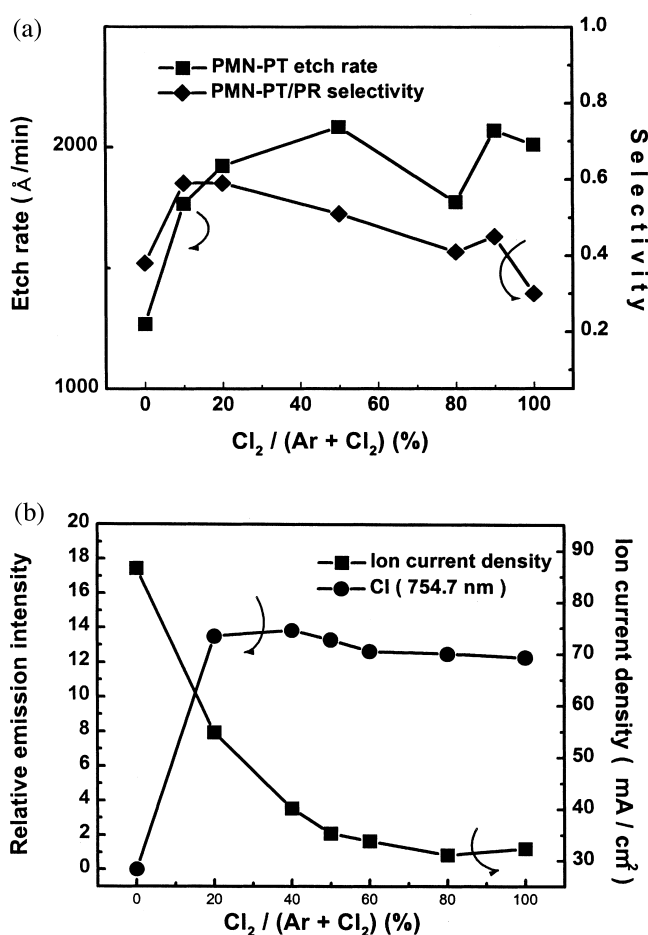 (a)
PMN-PT etch rate
PMN-PT/PR selectivity
Etch rate ( Å/min)
2000
1000
1.0
0.8
0.6
0.4
0.2
Selectivity
0 20 40 60 80 100
Cl2 / (Ar + Cl2) (%)
(b)
Ion current density
Cl ( 754.7 nm )
Relative emission intensity
20
18
16
14
12
10
8
6
4
2
0
90
80
70
60
50
40
30
Ion current
density ( mA / cm2 )
0 20 40 60 80 100
Cl2 / (Ar + Cl2) (%)